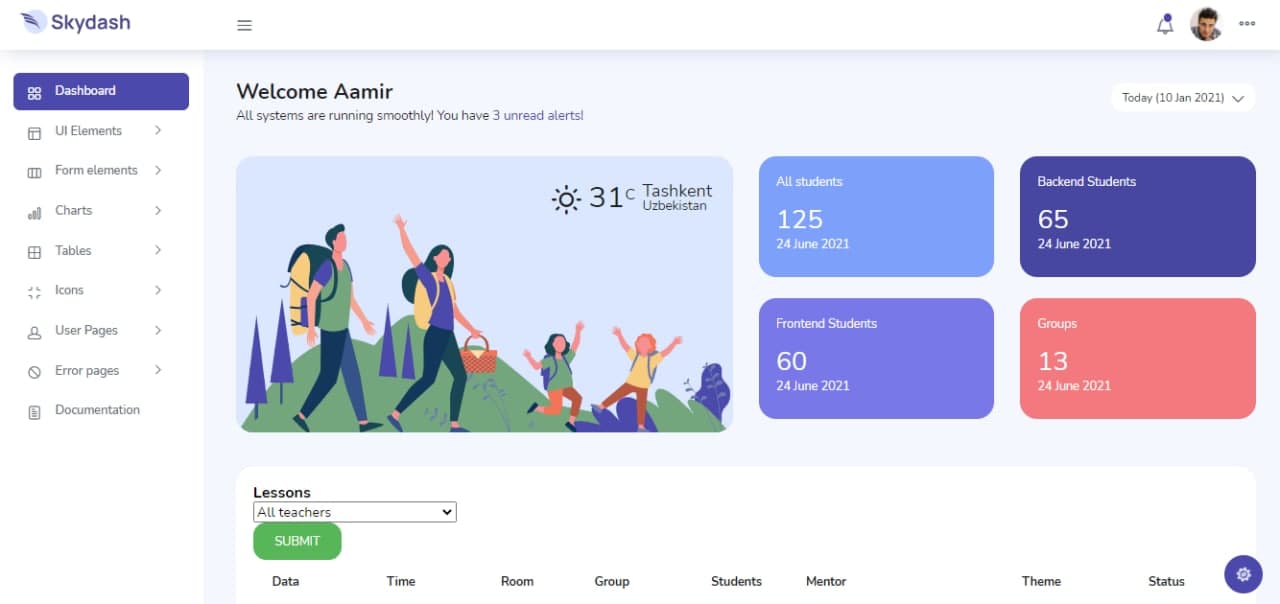 Skydash
Dashboard
UI Elements
Form elements
Charts
Tables
Icons
User Pages
Error pages
Documentation
Welcome Aamir
All systems are running smoothly! You have 3 unread alerts!
Today (10 Jan 2021)
31C
Tashkent
Uzbekistan
All students
125
24 June 2021
Backend Students
65
24 June 2021
Frontend Students
60
24 June 2021
Groups
13
24 June 2021
Lessons
All teachers
SUBMIT
Data Time Room Group Students Mentor Theme Status